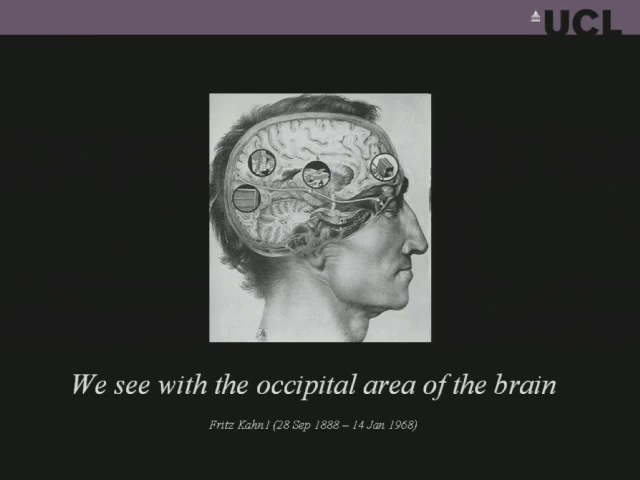 UCL
We see with the occipital area of the brain
Fritz Kahn1 (28 Sep 1888 – 14 Jan 1968)